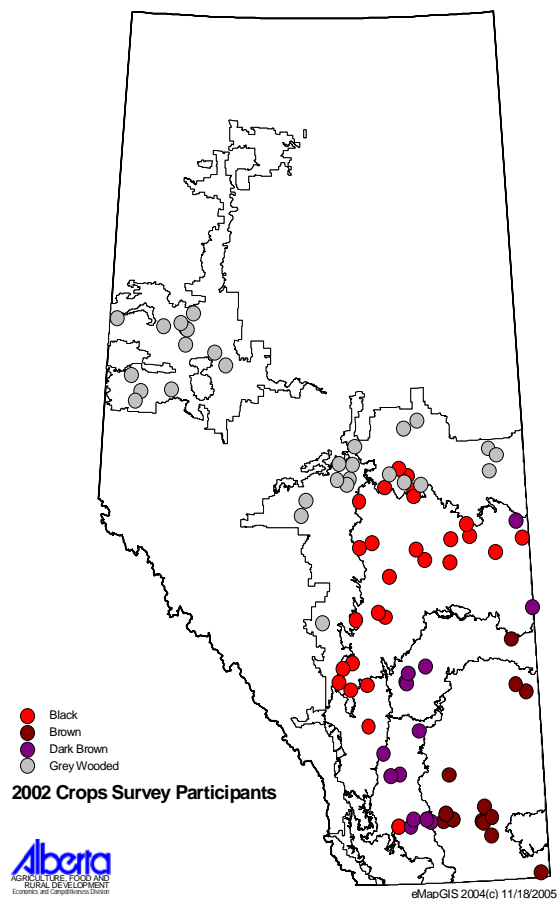 Black
Brown
Dark Brown
Grey Wooded
2002 Crops Survey Participants
Alberta
AGRICULTURE, FOOD AND
RURAL DEVELOPMENT
Economics and Competitiveness Division
eMapGIS 2004(c) 11/18/2005